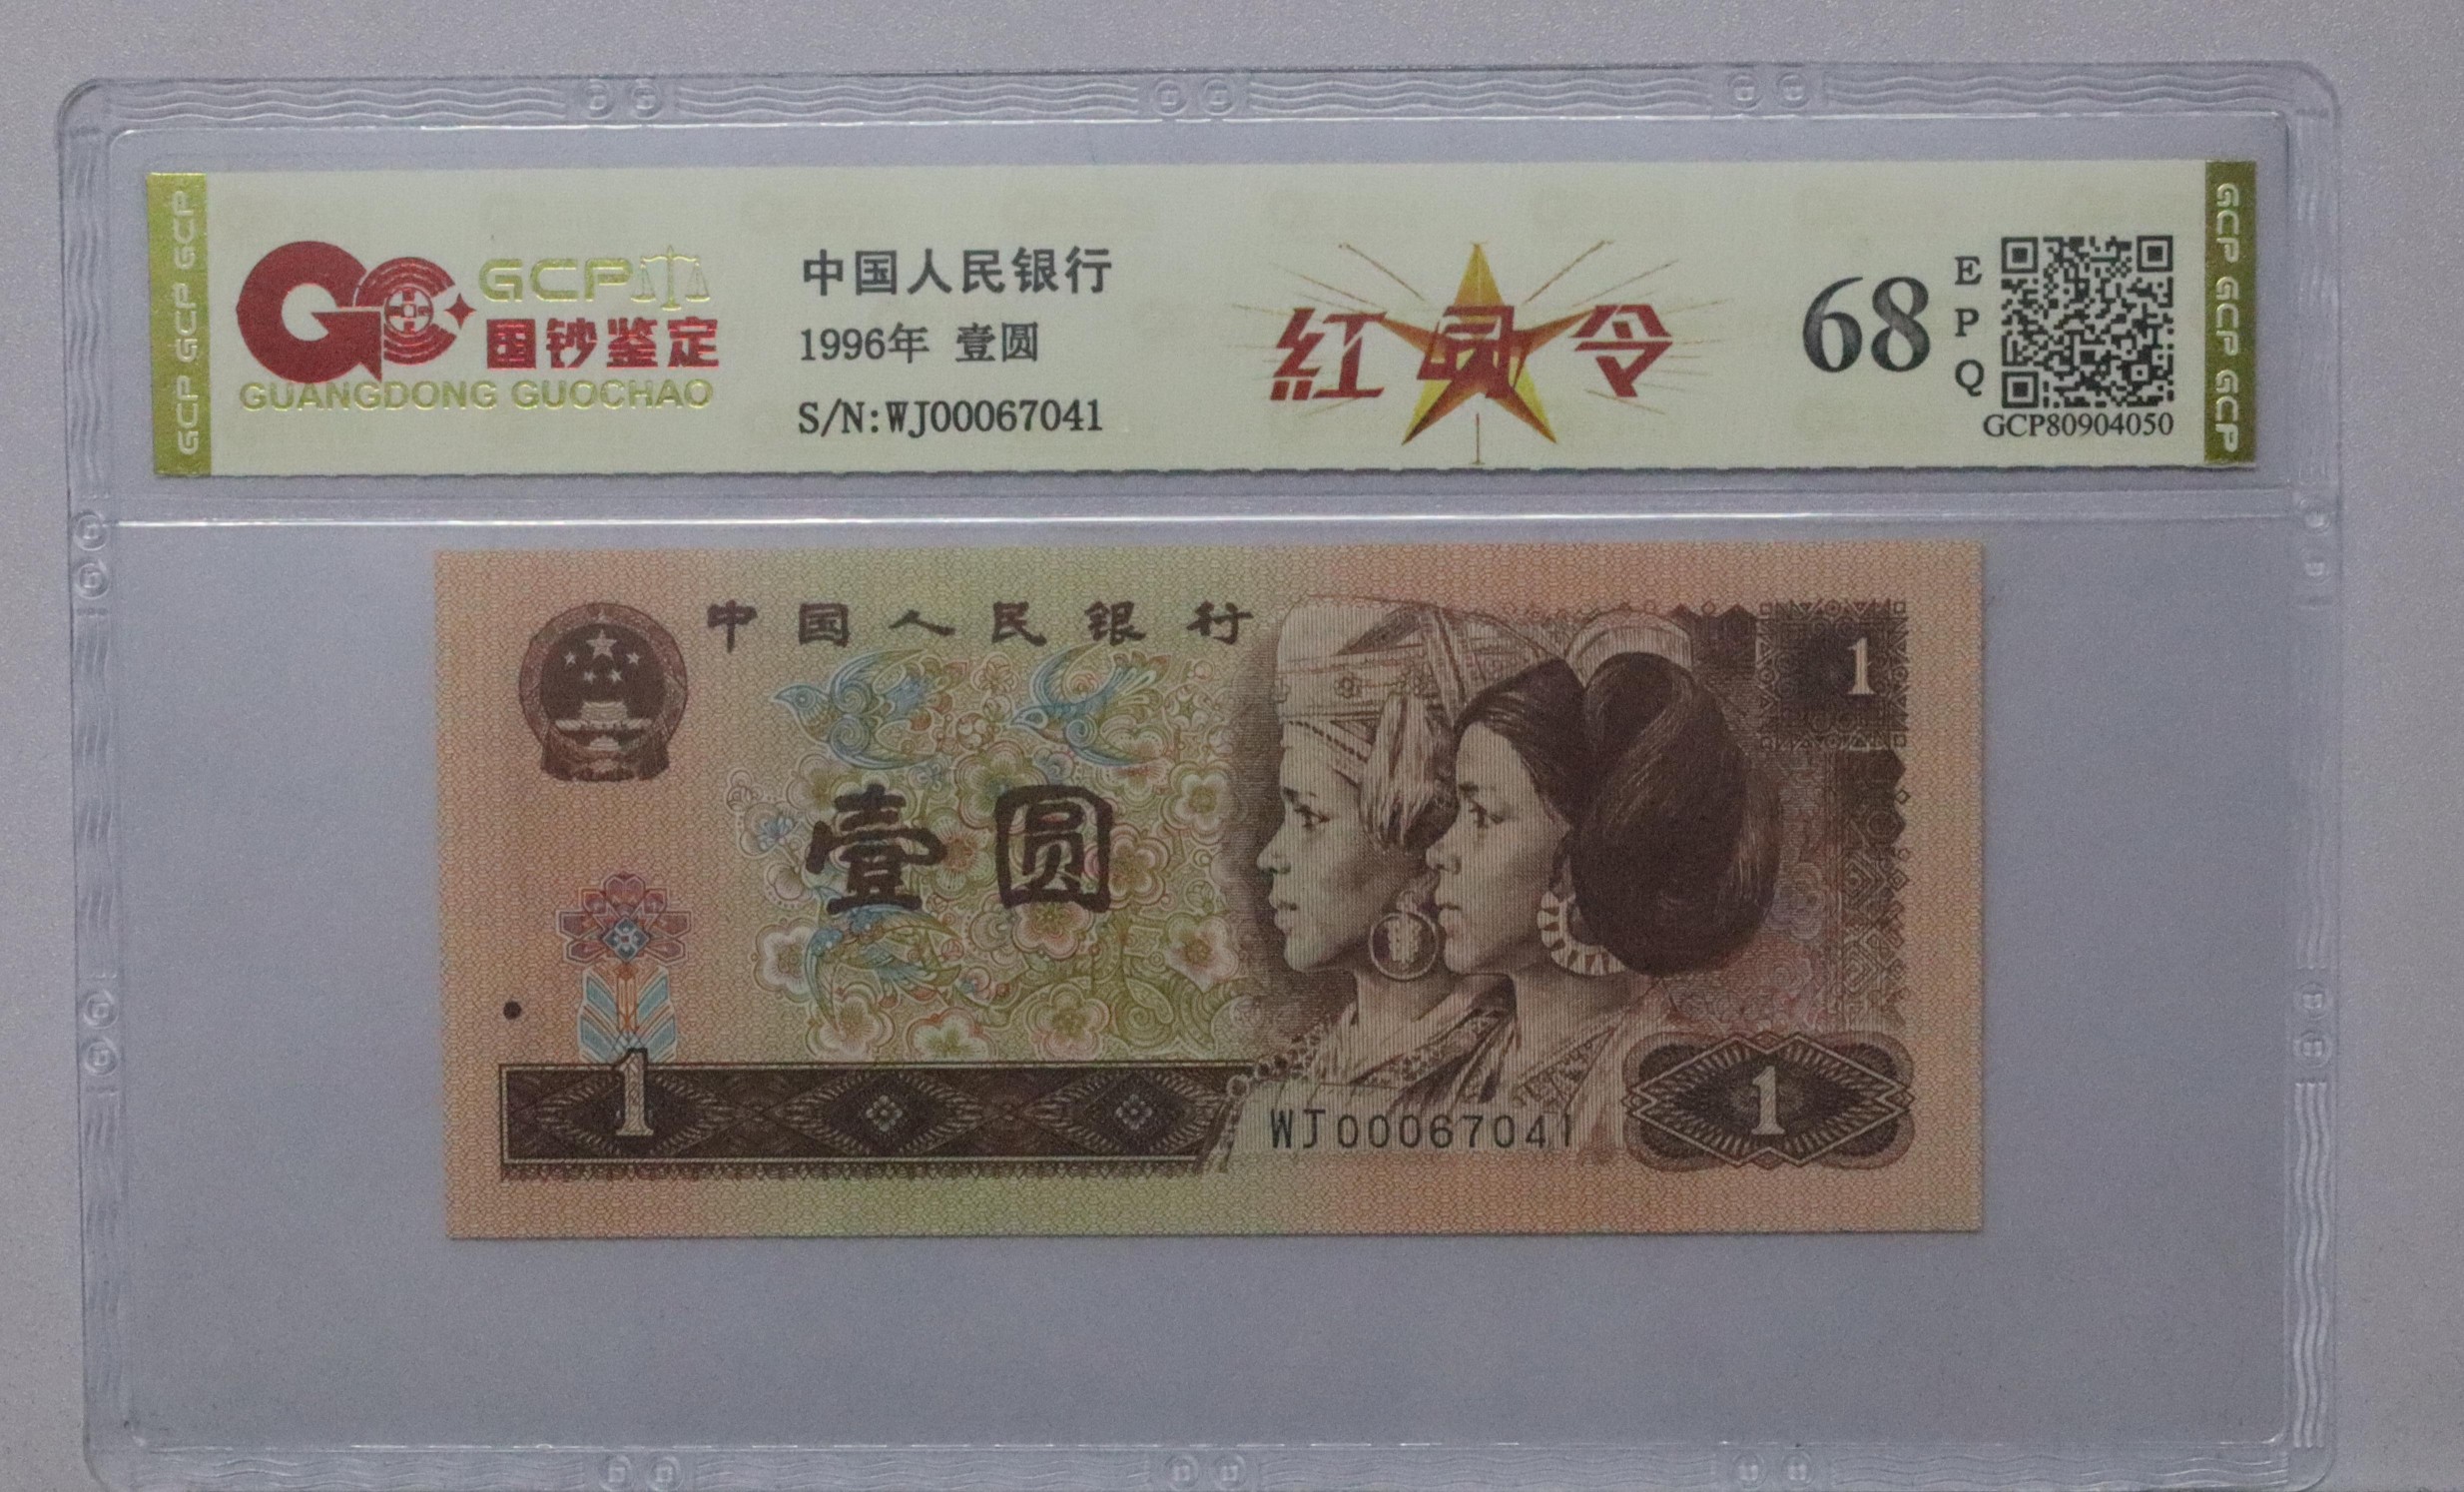 GCP GCP GCP
GCP
国钞鉴定
GUANGDONG GUOCHAO
中国人民银行
1996年 壹圆
S/N:WJ00067041
紅凤令
68
E
P
Q
GCP80904050
GCP GCP GCP
中国人民银行
1
壹圆
1
WJ00067041
1